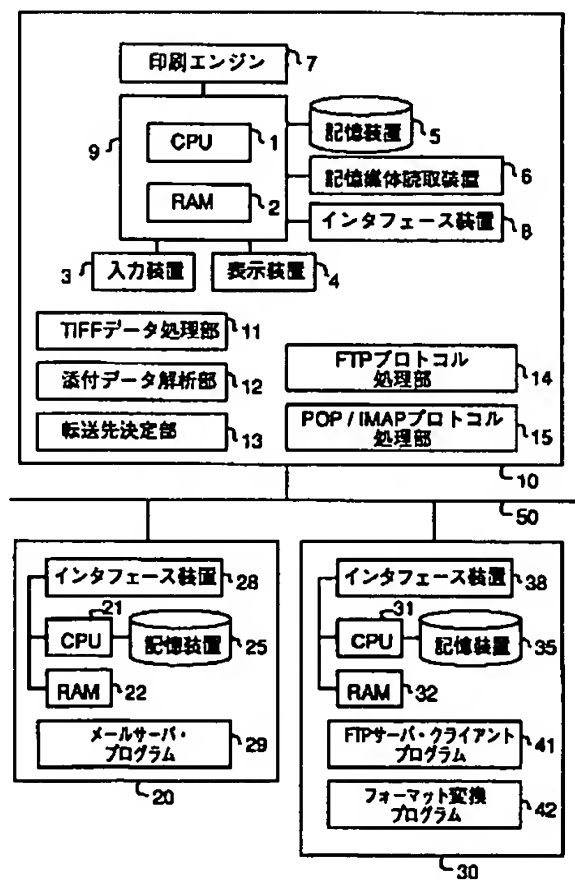 印刷エンジン 7
9 CPU 1
記憶装置 5
RAM 2
記憶媒体読取装置 6
インタフェース装置 8
3 入力装置
表示装置 4
TIFFデータ処理部 11
添付データ解析部 12
転送先決定部 13
FTPプロトコル
処理部 14
POP / IMAPプロトコル
処理部 15
10
50
インタフェース装置 28
21
CPU
記憶装置 25
RAM 22
メールサーバ・
プログラム 29
20
インタフェース装置 38
31
CPU
記憶装置 35
RAM 32
FTPサーバ・クライアント
プログラム 41
フォーマット変換
プログラム 42
30